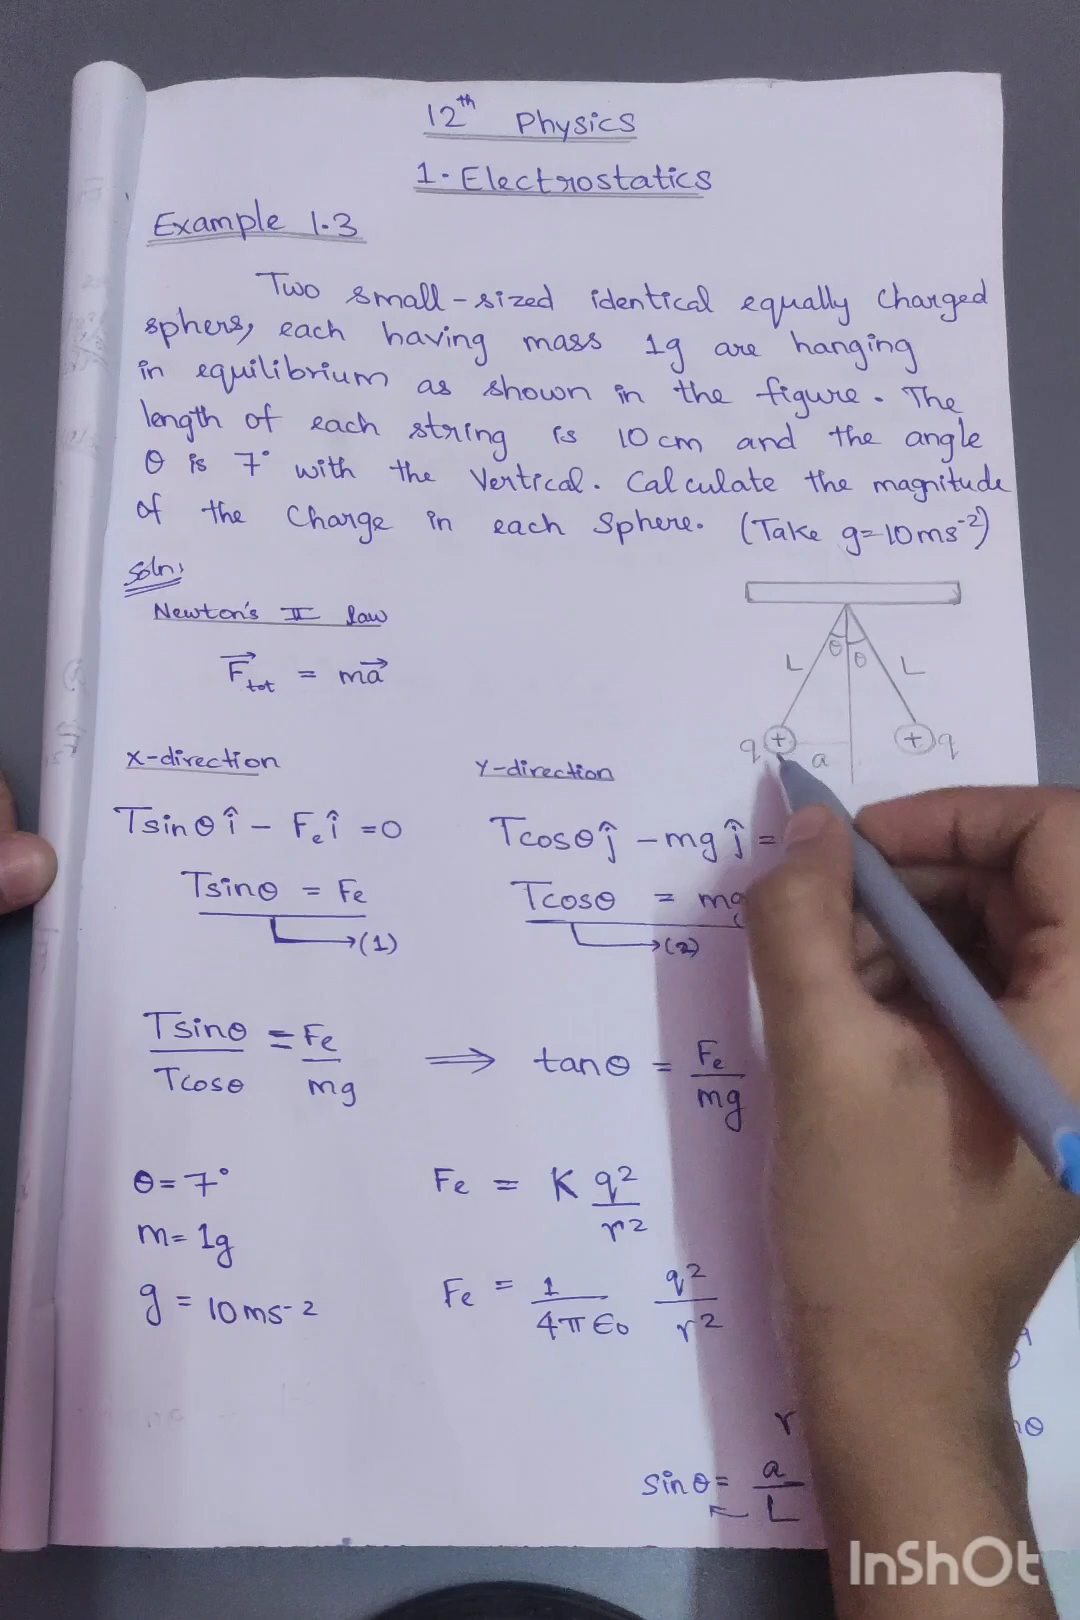 12th Physics
1. Electrostatics
Example 1.3
Two small-sized identical equally charged
sphers, each having mass 1g are hanging
in equilibrium as shown in the figure. The
length of each string is 10cm and the angle
θ is 7° with the vertical. Calculate the magnitude
of the charge in each sphere. (Take g=10ms⁻²)
Soln;
Newton's II law
F⃗tot = ma⃗
θ θ
L L
q + + q
a
X-direction
Y-direction
Tsinθ î - Fe î = 0
Tcosθ ĵ - mg ĵ =
Tsinθ = Fe
Tcosθ = mg
→(1)
→(2)
Tsinθ/Tcosθ = Fe/mg ⟹ tanθ = Fe/mg
θ = 7°
Fe = K q²/r²
m = 1g
g = 10ms⁻²
Fe = 1/4πϵ₀ q²/r²
r
sinθ = a/L
InShOt